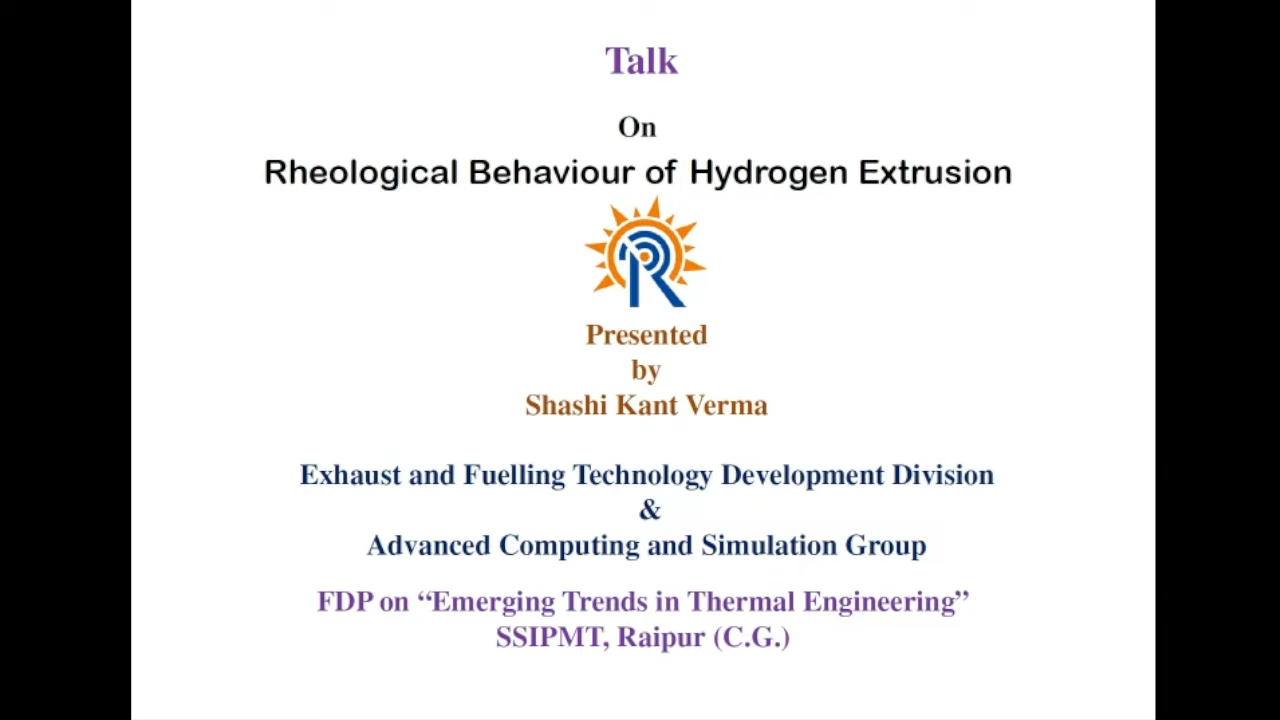 Talk
On
Rheological Behaviour of Hydrogen Extrusion
Presented
by
Shashi Kant Verma
Exhaust and Fuelling Technology Development Division
&
Advanced Computing and Simulation Group
FDP on “Emerging Trends in Thermal Engineering”
SSIPMT, Raipur (C.G.)